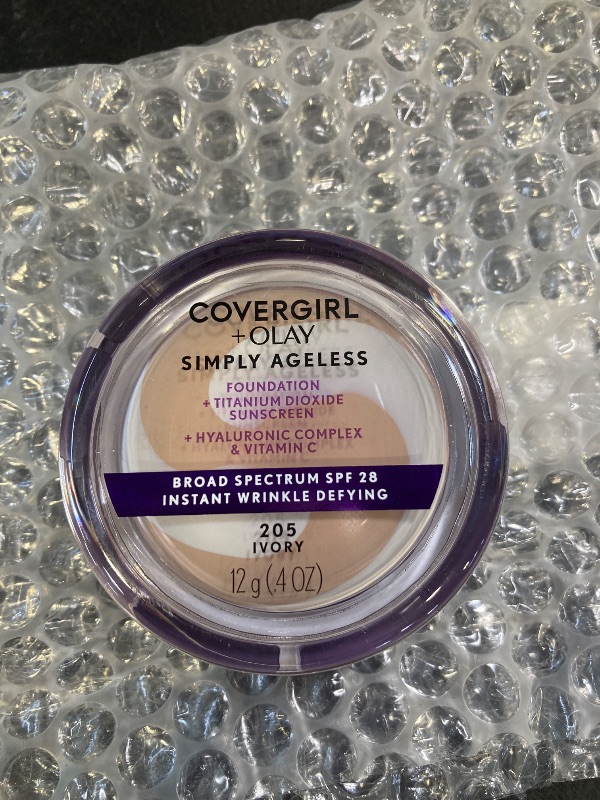 COVERGIRL
+OLAY
SIMPLY AGELESS
FOUNDATION
+ TITANIUM DIOXIDE
SUNSCREEN
+ HYALURONIC COMPLEX
& VITAMIN C
BROAD SPECTRUM SPF 28
INSTANT WRINKLE DEFYING
205
IVORY
12 g (.4 OZ)